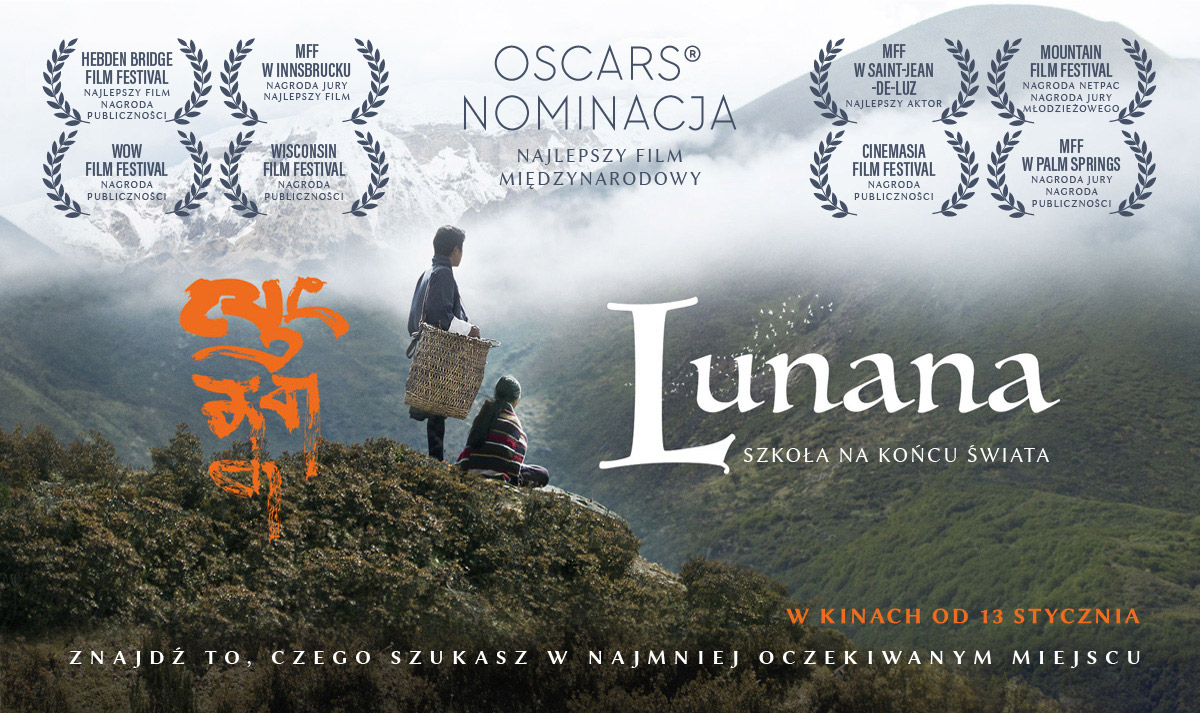 HEBDEN BRIDGE
FILM FESTIVAL
NAJLEPSZY FILM
NAGRODA
PUBLICZNOŚCI
MFF
W INNSBRUCKU
NAGRODA JURY
NAJLEPSZY FILM
WOW
FILM FESTIVAL
NAGRODA
PUBLICZNOŚCI
WISCONSIN
FILM FESTIVAL
NAGRODA
PUBLICZNOŚCI
OSCARS®
NOMINACJA
NAJLEPSZY FILM
MIĘDZYNARODOWY
MFF
W SAINT-JEAN
-DE-LUZ
NAJLEPSZY AKTOR
MOUNTAIN
FILM FESTIVAL
NAGRODA NETPAC
NAGRODA JURY
MŁODZIEŻOWEGO
CINEMASIA
FILM FESTIVAL
NAGRODA
PUBLICZNOŚCI
MFF
W PALM SPRINGS
NAGRODA JURY
NAGRODA
PUBLICZNOŚCI
Lunana
SZKOŁA NA KOŃCU ŚWIATA
W KINACH OD 13 STYCZNIA
ZNAJDŹ TO, CZEGO SZUKASZ W NAJMNIEJ OCZEKIWANYM MIEJSCU